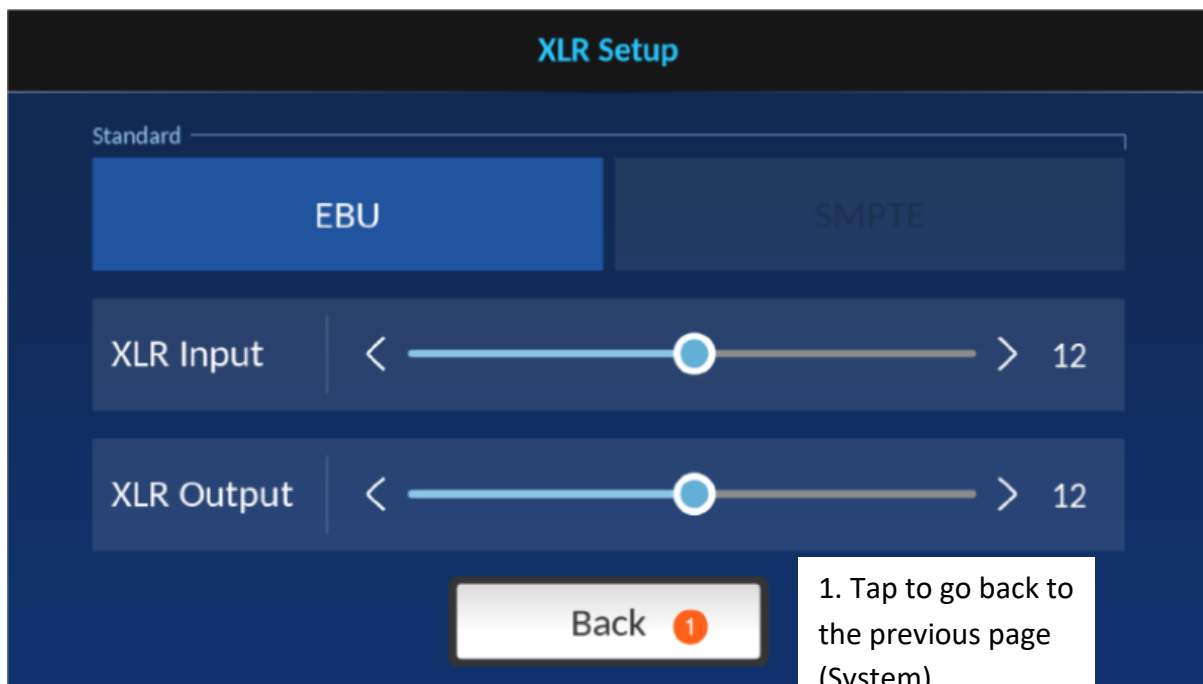 XLR Setup
Standard
EBU
SMPTE
XLR Input
12
XLR Output
12
Back 1
1. Tap to go back to
the previous page
(System)